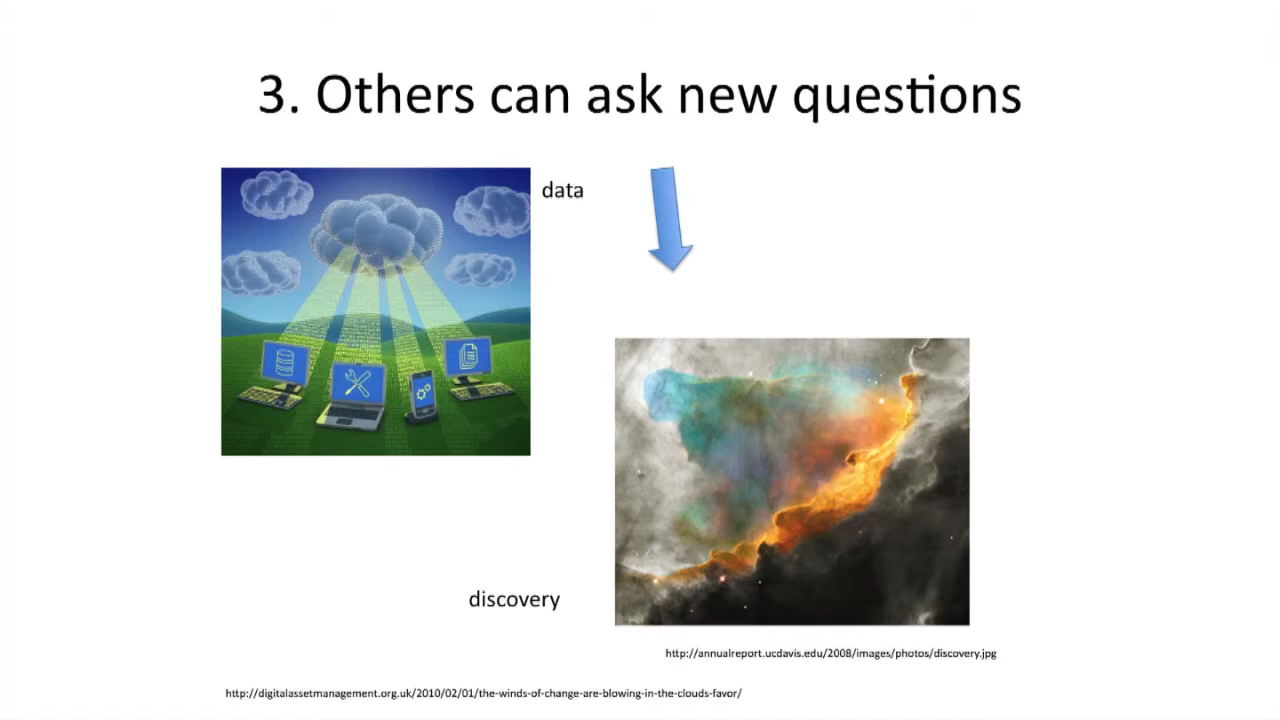 3. Others can ask new questions
data
discovery
http://annualreport.ucdavis.edu/2008/images/photos/discovery.jpg
http://digitalassetmanagement.org.uk/2010/02/01/the-winds-of-change-are-blowing-in-the-clouds-favor/